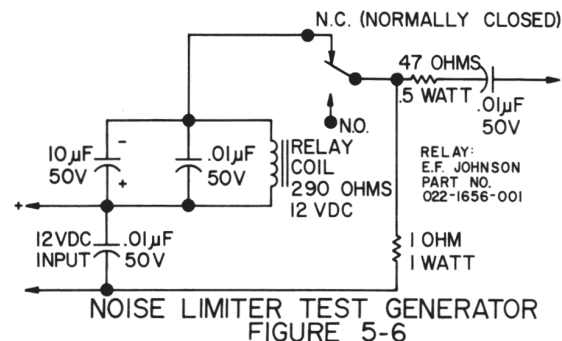 N.C. (NORMALLY CLOSED)
47 OHMS
.5 WATT
.01µF
50V
N.O.
10µF
50V
-
+
.01µF
50V
RELAY
COIL
290 OHMS
12 VDC
RELAY:
E.F. JOHNSON
PART NO.
022-1656-001
+
12VDC
INPUT
.01µF
50V
1 OHM
1 WATT
NOISE LIMITER TEST GENERATOR
FIGURE 5-6